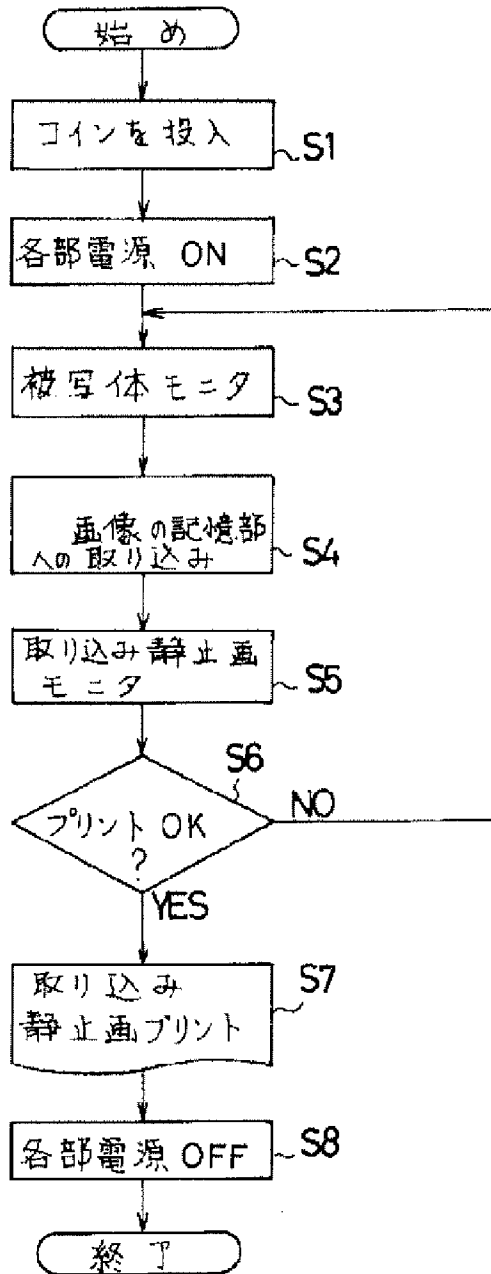 始め
コインを投入
S1
各部電源 ON
S2
被写体モニタ
S3
画像の記憶部
への取り込み
S4
取り込み静止画
モニタ
S5
S6
プリントOK
?
NO
YES
取り込み
静止画プリント
S7
各部電源 OFF
S8
終了